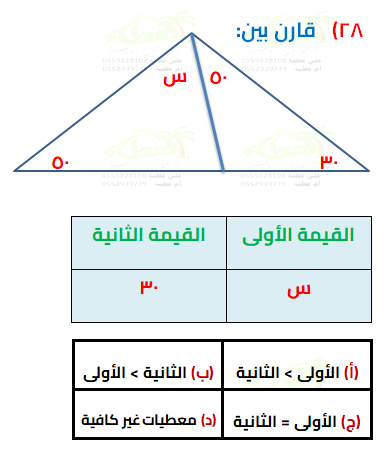 ٢٨) قارن بين:
س ٥٠
٥٠ ٣٠
القيمة الأولى القيمة الثانية
س ٣٠
(أ) الأولى > الثانية (ب) الثانية > الأولى
(ج) الأولى = الثانية (د) معطيات غير كافية